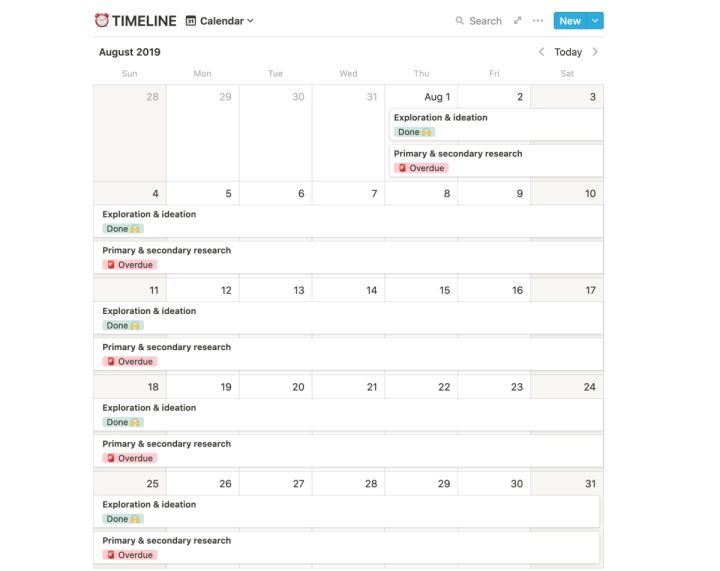 TIMELINE
31 Calendar
Search
New
August 2019
Today
Sun Mon Tue Wed Thu Fri Sat
28 29 30 31 Aug 1 2 3
Exploration & ideation
Done
Primary & secondary research
Overdue
4 5 6 7 8 9 10
Exploration & ideation
Done
Primary & secondary research
Overdue
11 12 13 14 15 16 17
Exploration & ideation
Done
Primary & secondary research
Overdue
18 19 20 21 22 23 24
Exploration & ideation
Done
Primary & secondary research
Overdue
25 26 27 28 29 30 31
Exploration & ideation
Done
Primary & secondary research
Overdue